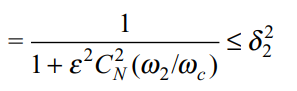 = 1 / (1 + ε²C_N²(ω₂/ω_c)) ≤ δ₂²